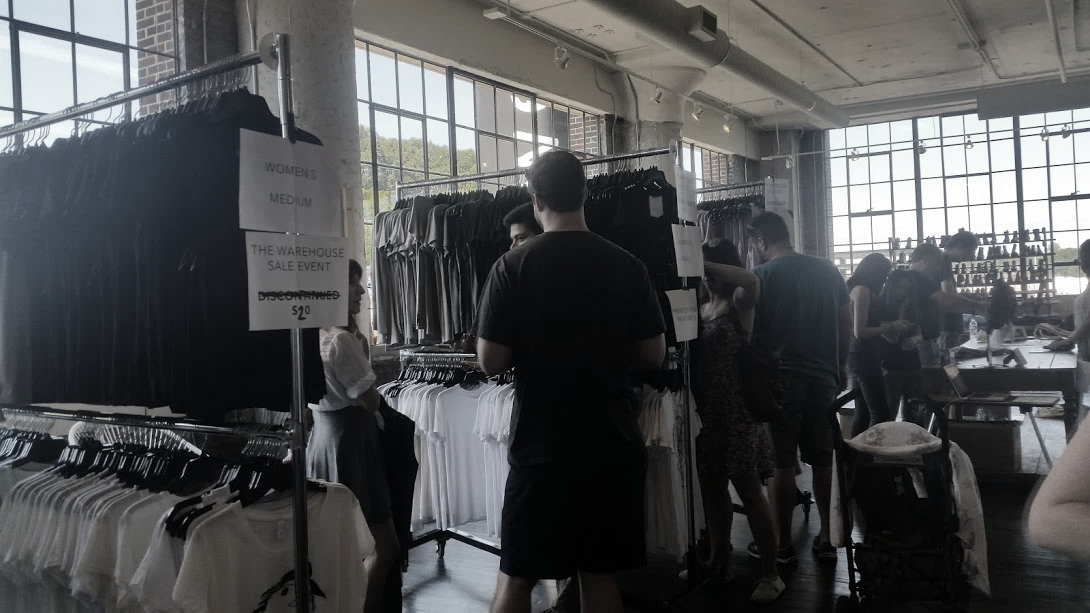 WOMEN'S
MEDIUM
THE WAREHOUSE
SALE EVENT
DISCONTINUED
$20